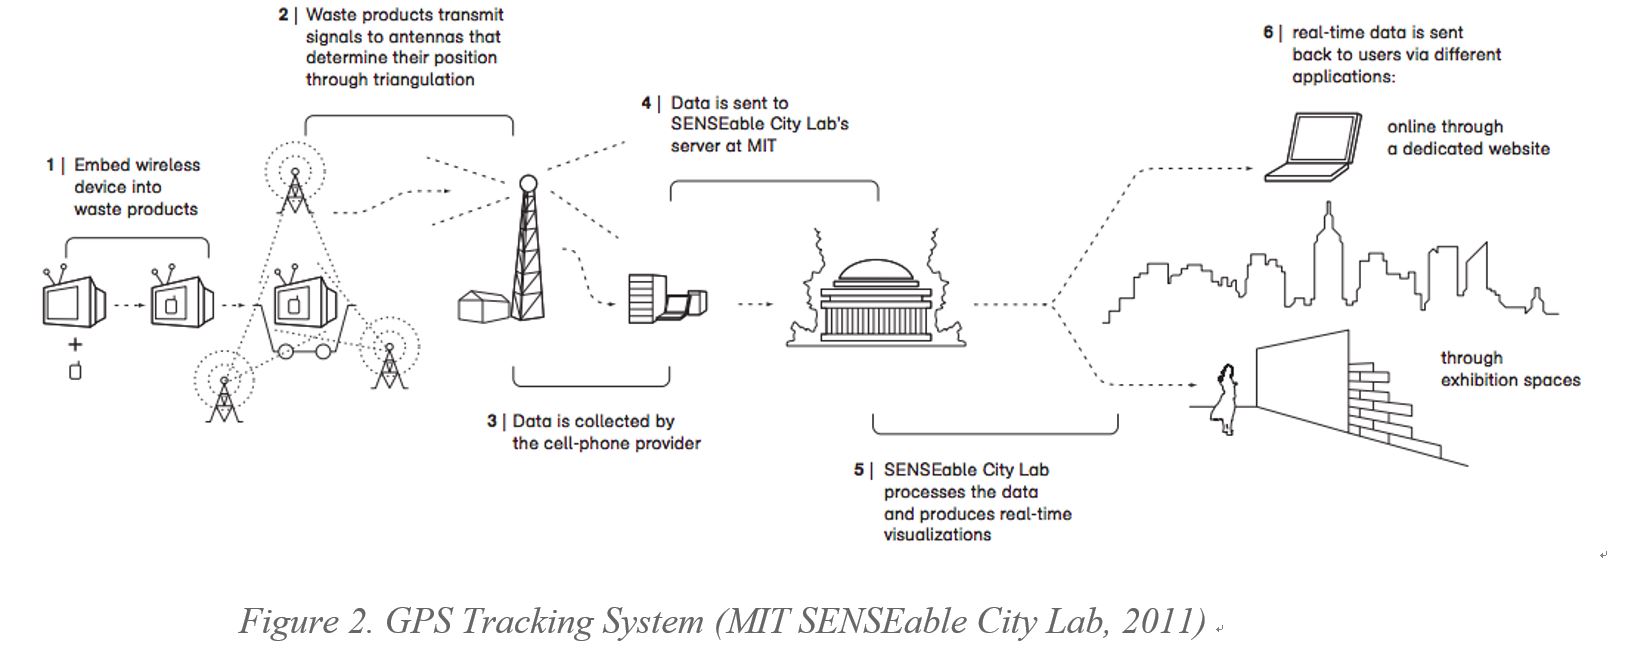 1 | Embed wireless
device into
waste products
+
2 | Waste products transmit
signals to antennas that
determine their position
through triangulation
3 | Data is collected by
the cell-phone provider
4 | Data is sent to
SENSEable City Lab's
server at MIT
5 | SENSEable City Lab
processes the data
and produces real-time
visualizations
6 | real-time data is sent
back to users via different
applications:
online through
a dedicated website
through
exhibition spaces
Figure 2. GPS Tracking System (MIT SENSEable City Lab, 2011)